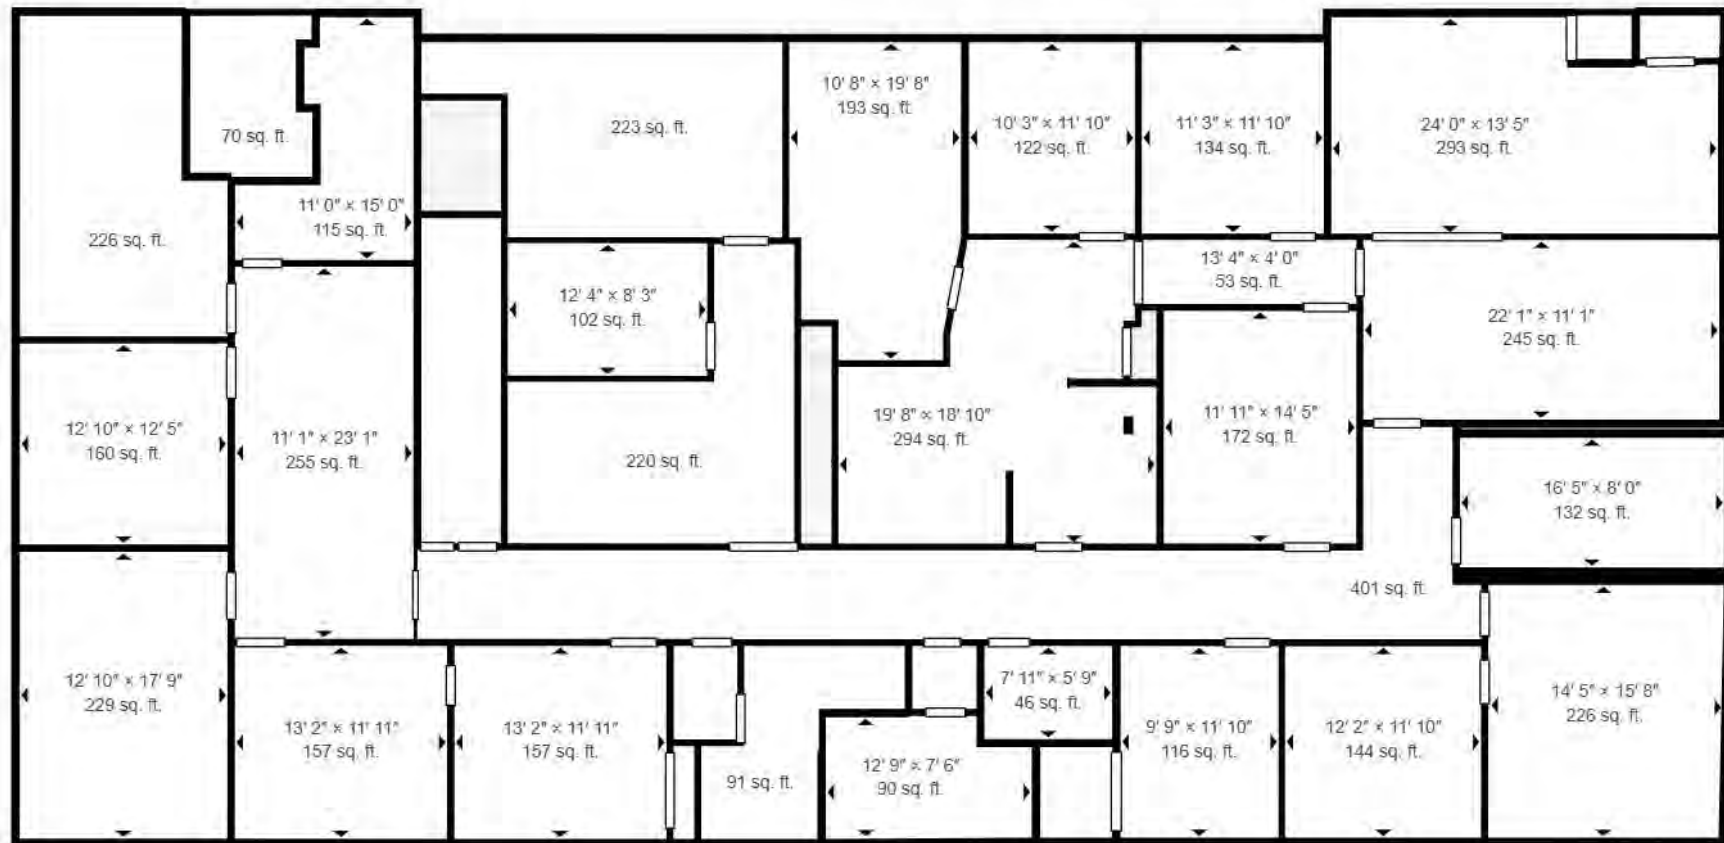 10' 8" × 19' 8"
193 sq. ft.
223 sq. ft.
70 sq. ft.
10' 3" × 11' 10"
122 sq. ft.
11' 3" × 11' 10"
134 sq. ft.
24' 0" × 13' 5"
293 sq. ft.
11' 0" × 15' 0"
115 sq. ft.
226 sq. ft.
13' 4" × 4' 0"
53 sq. ft.
12' 4" × 8' 3"
102 sq. ft.
22' 1" × 11' 1"
245 sq. ft.
12' 10" × 12' 5"
160 sq. ft.
11' 1" × 23' 1"
255 sq. ft.
220 sq. ft.
19' 8" × 18' 10"
294 sq. ft.
11' 11" × 14' 5"
172 sq. ft.
16' 5" × 8' 0"
132 sq. ft.
401 sq. ft.
12' 10" × 17' 9"
229 sq. ft.
13' 2" × 11' 11"
157 sq. ft.
13' 2" × 11' 11"
157 sq. ft.
91 sq. ft.
12' 9" × 7' 6"
90 sq. ft.
7' 11" × 5' 9"
46 sq. ft.
9' 9" × 11' 10"
116 sq. ft.
12' 2" × 11' 10"
144 sq. ft.
14' 5" × 15' 8"
226 sq. ft.